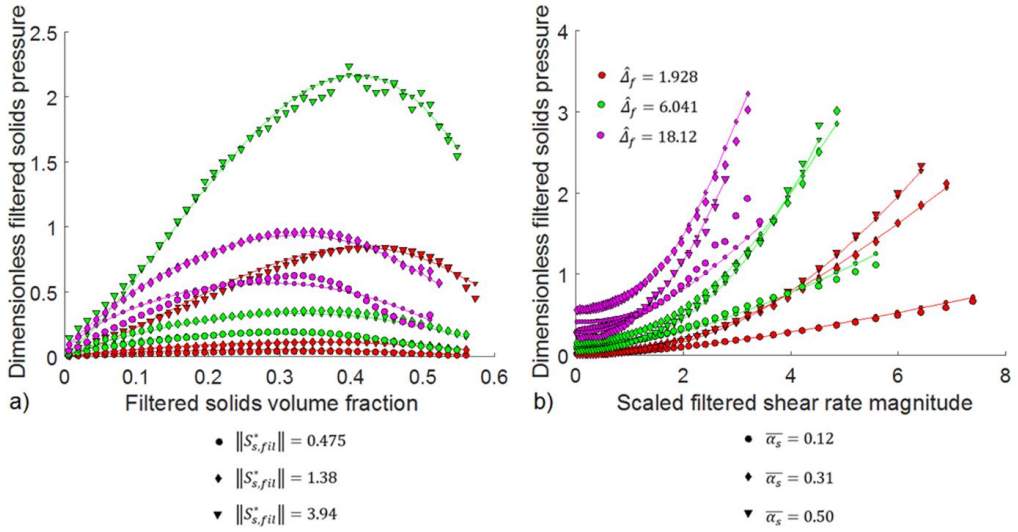 Dimensionless filtered solids pressure
2.5
2
1.5
1
0.5
0
0 0.1 0.2 0.3 0.4 0.5 0.6
a) Filtered solids volume fraction
‖S*ₛ,fil‖ = 0.475
‖S*ₛ,fil‖ = 1.38
‖S*ₛ,fil‖ = 3.94
Dimensionless filtered solids pressure
4
3
2
1
0
0 2 4 6 8
Δ̂f = 1.928
Δ̂f = 6.041
Δ̂f = 18.12
b) Scaled filtered shear rate magnitude
α̅ₛ = 0.12
α̅ₛ = 0.31
α̅ₛ = 0.50